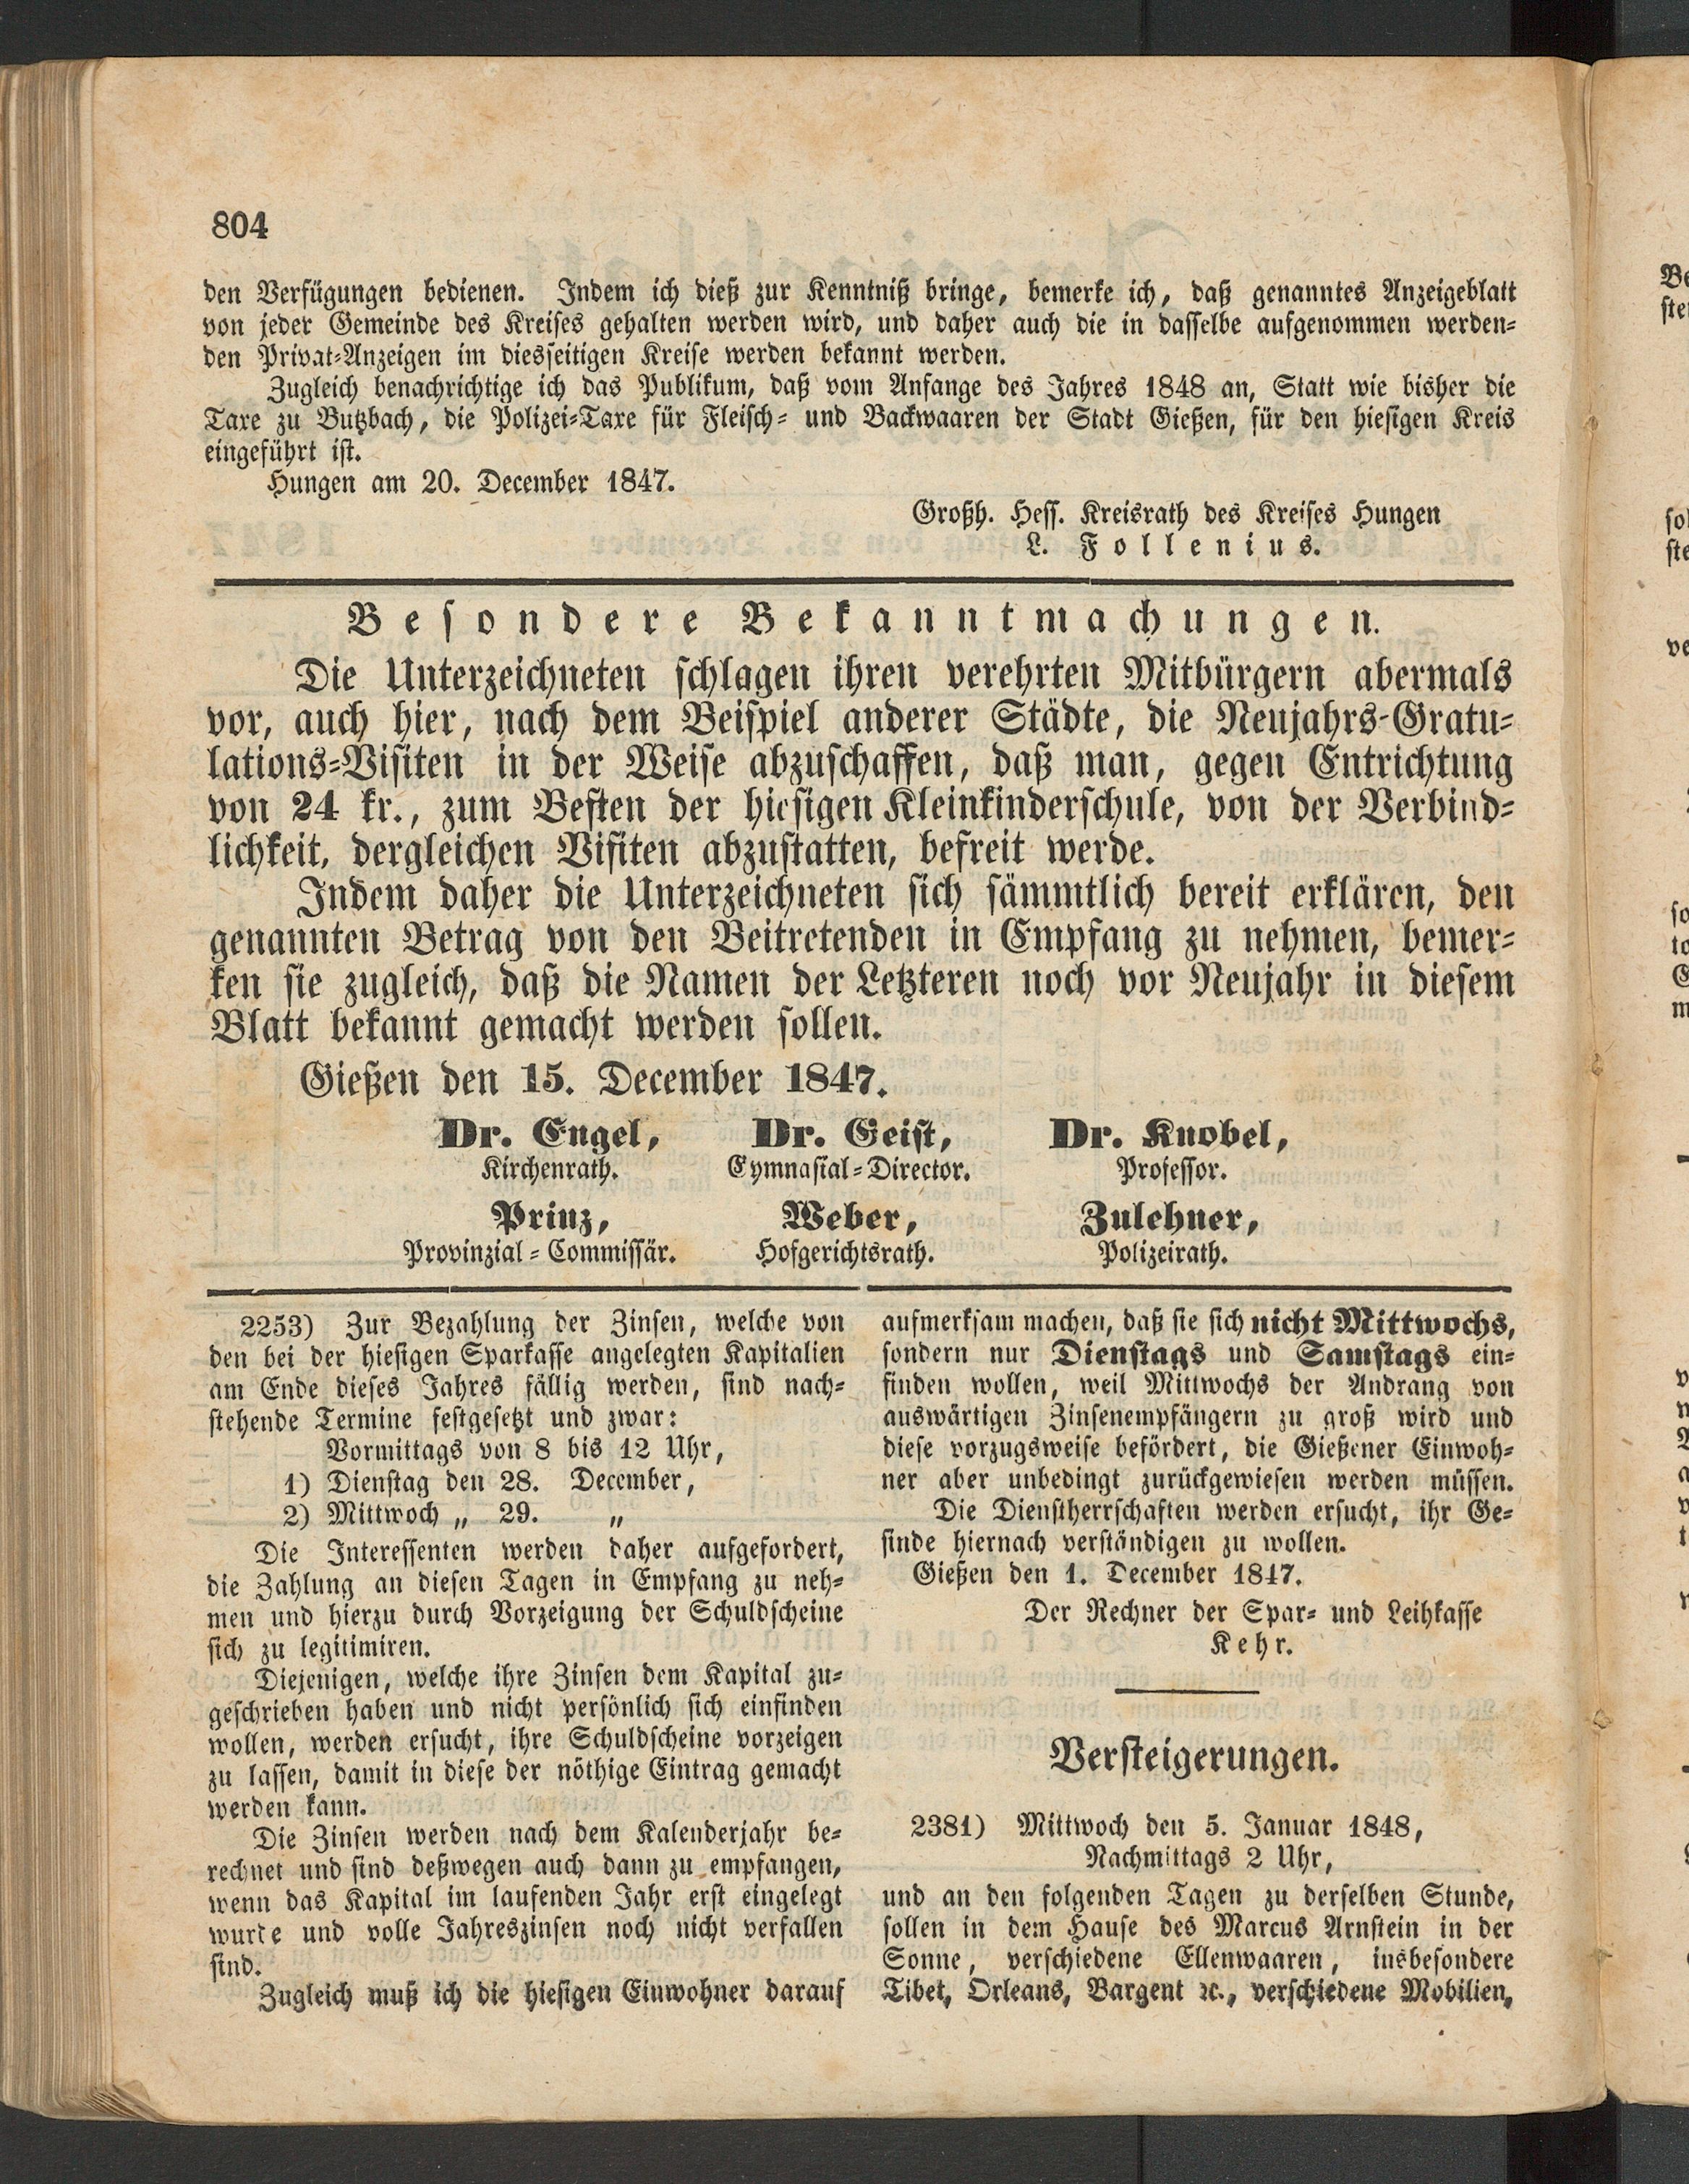 804
den Verfügungen bedienen. Indem ich dieß zur Kenntniß bringe, bemerke ich, daß genanntes Anzeigeblatt
von jeder Gemeinde des Kreises gehalten werden wird, und daher auch die in dasselbe aufgenommen werden-
den Privat-Anzeigen im diesseitigen Kreise werden bekannt werden.
Zugleich benachrichtige ich das Publikum, daß vom Anfange des Jahres 1848 an, Statt wie bisher die
Taxe zu Butzbach, die Polizei-Taxe für Fleisch- und Backwaaren der Stadt Gießen, für den hiesigen Kreis
eingeführt ist.
Hungen am 20. December 1847.
Großh. Hess. Kreisrath des Kreises Hungen
L. Follenius.
Besondere Bekanntmachungen.
Die Unterzeichneten schlagen ihren verehrten Mitbürgern abermals
vor, auch hier, nach dem Beispiel anderer Städte, die Neujahrs-Gratu-
lations-Visiten in der Weise abzuschaffen, daß man, gegen Entrichtung
von 24 kr., zum Besten der hiesigen Kleinkinderschule, von der Verbind-
lichkeit, dergleichen Visiten abzustatten, befreit werde.
Indem daher die Unterzeichneten sich sämmtlich bereit erklären, den
genannten Betrag von den Beitretenden in Empfang zu nehmen, bemer-
ken sie zugleich, daß die Namen der Letzteren noch vor Neujahr in diesem
Blatt bekannt gemacht werden sollen.
Gießen den 15. December 1847.
Dr. Engel, Dr. Geist, Dr. Knobel,
Kirchenrath. Gymnasial-Director. Professor.
Prinz, Weber, Zulehner,
Provinzial-Commissär. Hofgerichtsrath. Polizeirath.
2253) Zur Bezahlung der Zinsen, welche von
den bei der hiesigen Sparkasse angelegten Kapitalien
am Ende dieses Jahres fällig werden, sind nach-
stehende Termine festgesetzt und zwar:
Vormittags von 8 bis 12 Uhr,
1) Dienstag den 28. December,
2) Mittwoch „ 29. „
Die Interessenten werden daher aufgefordert,
die Zahlung an diesen Tagen in Empfang zu neh-
men und hierzu durch Vorzeigung der Schuldscheine
sich zu legitimiren.
Diejenigen, welche ihre Zinsen dem Kapital zu-
geschrieben haben und nicht persönlich sich einfinden
wollen, werden ersucht, ihre Schuldscheine vorzeigen
zu lassen, damit in diese der nöthige Eintrag gemacht
werden kann.
Die Zinsen werden nach dem Kalenderjahr be-
rechnet und sind deßwegen auch dann zu empfangen,
wenn das Kapital im laufenden Jahr erst eingelegt
wurde und volle Jahreszinsen noch nicht verfallen
sind.
Zugleich muß ich die hiesigen Einwohner darauf
aufmerksam machen, daß sie sich nicht Mittwochs,
sondern nur Dienstags und Samstags ein-
finden wollen, weil Mittwochs der Andrang von
auswärtigen Zinsenempfängern zu groß wird und
diese vorzugsweise befördert, die Gießener Einwoh-
ner aber unbedingt zurückgewiesen werden müssen.
Die Dienstherrschaften werden ersucht, ihr Ge-
sinde hiernach verständigen zu wollen.
Gießen den 1. December 1847.
Der Rechner der Spar- und Leihkasse
Kehr.
Versteigerungen.
2381) Mittwoch den 5. Januar 1848,
Nachmittags 2 Uhr,
und an den folgenden Tagen zu derselben Stunde,
sollen in dem Hause des Marcus Arnstein in der
Sonne, verschiedene Ellenwaaren, insbesondere
Tibet, Orleans, Bargent ꝛc., verschiedene Mobilien,